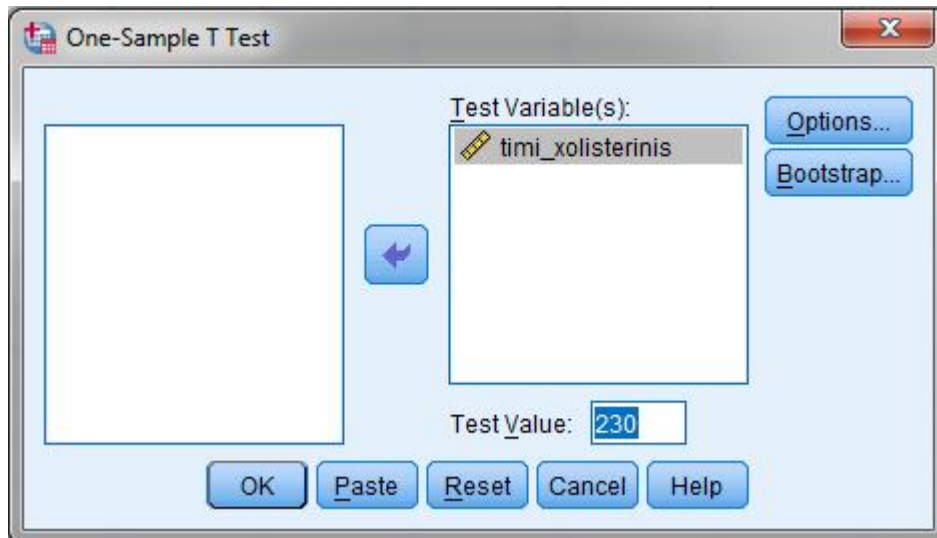 One-Sample T Test
Test Variable(s):
timi_xolisterinis
Options...
Bootstrap...
Test Value: 230
OK Paste Reset Cancel Help